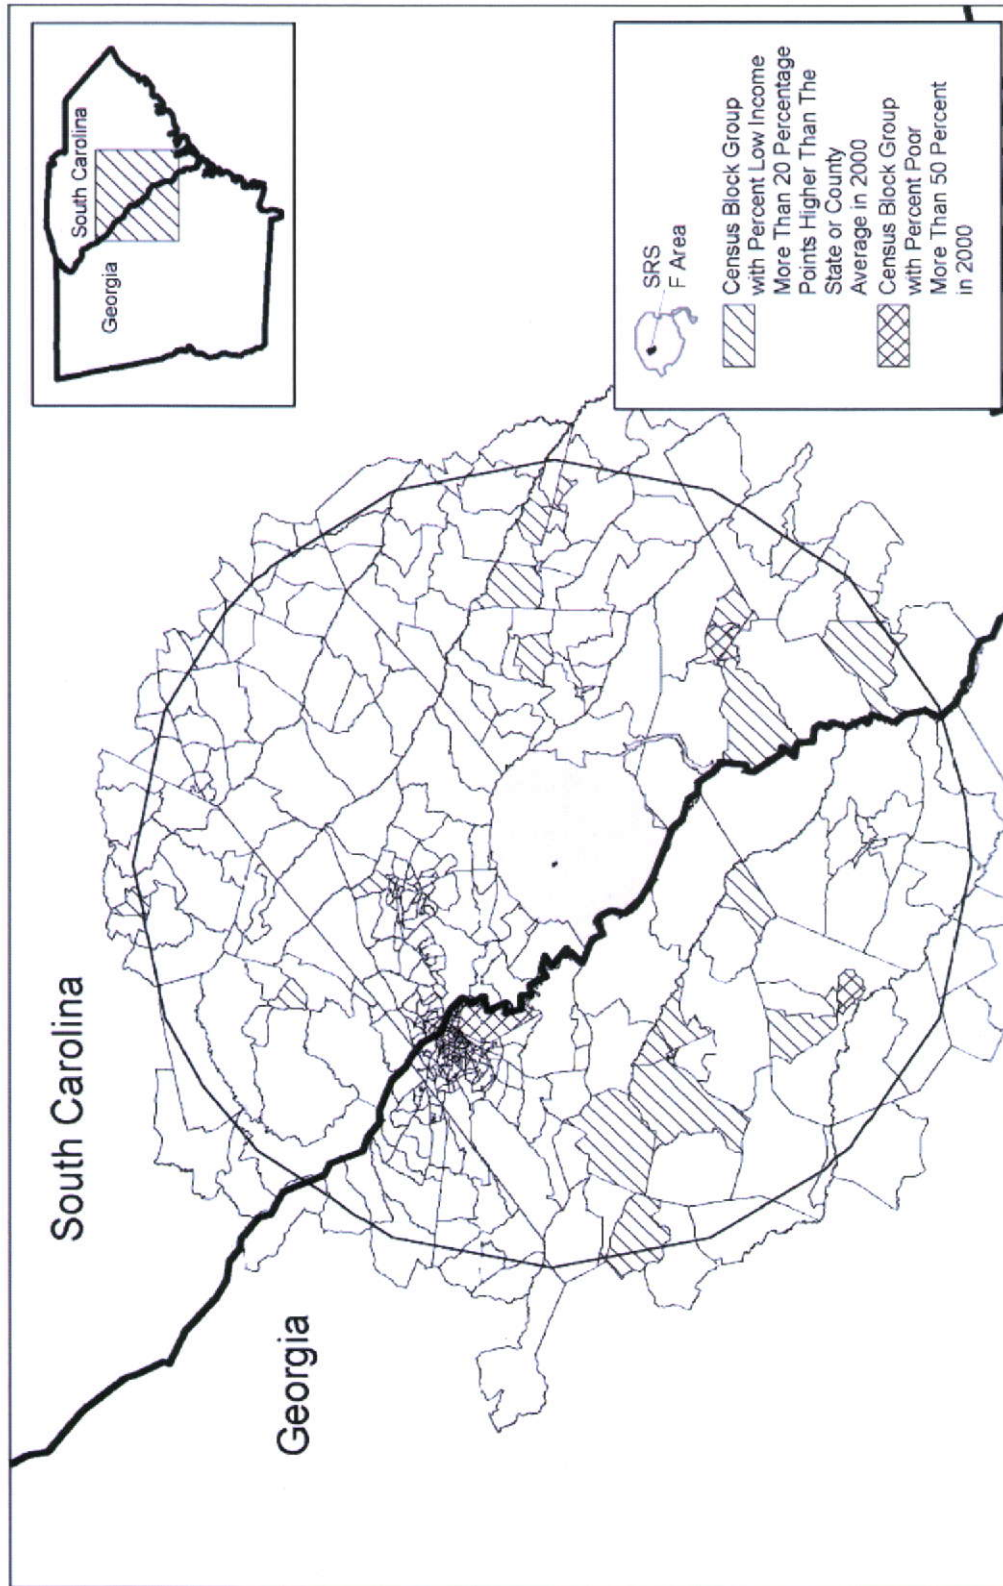 South Carolina
Georgia
South Carolina
Georgia
SRS
F Area
Census Block Group
with Percent Low Income
More Than 20 Percentage
Points Higher Than The
State or County
Average in 2000
Census Block Group
with Percent Poor
More Than 50 Percent
in 2000